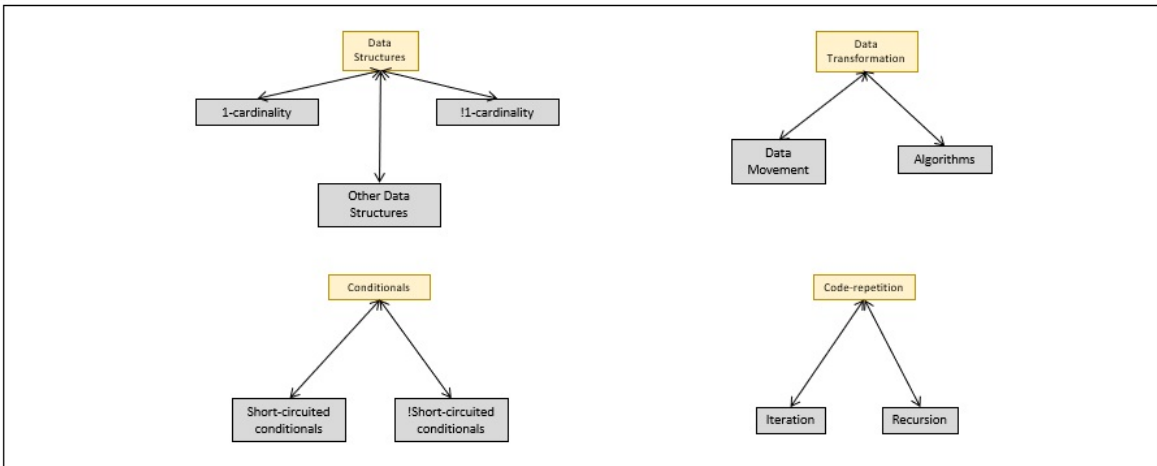 Data
Structures
1-cardinality
!1-cardinality
Other Data
Structures
Data
Transformation
Data
Movement
Algorithms
Conditionals
Short-circuited
conditionals
!Short-circuited
conditionals
Code-repetition
Iteration
Recursion